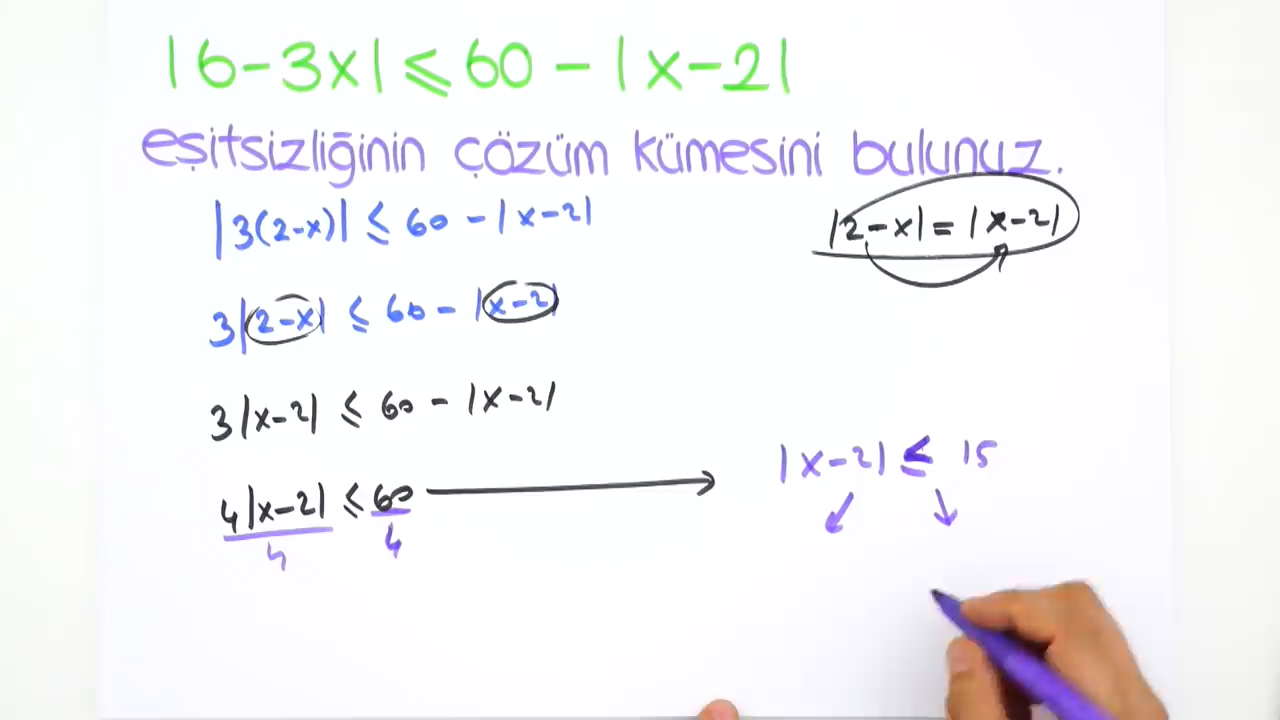 |6-3x| ≤ 60 - |x-2|
eşitsizliğinin çözüm kümesini bulunuz.
|3(2-x)| ≤ 60 - |x-2|
|2-x| = |x-2|
3|2-x| ≤ 60 - |x-2|
3|x-2| ≤ 60 - |x-2|
|x-2| ≤ 15
4|x-2| ≤ 60
4 4